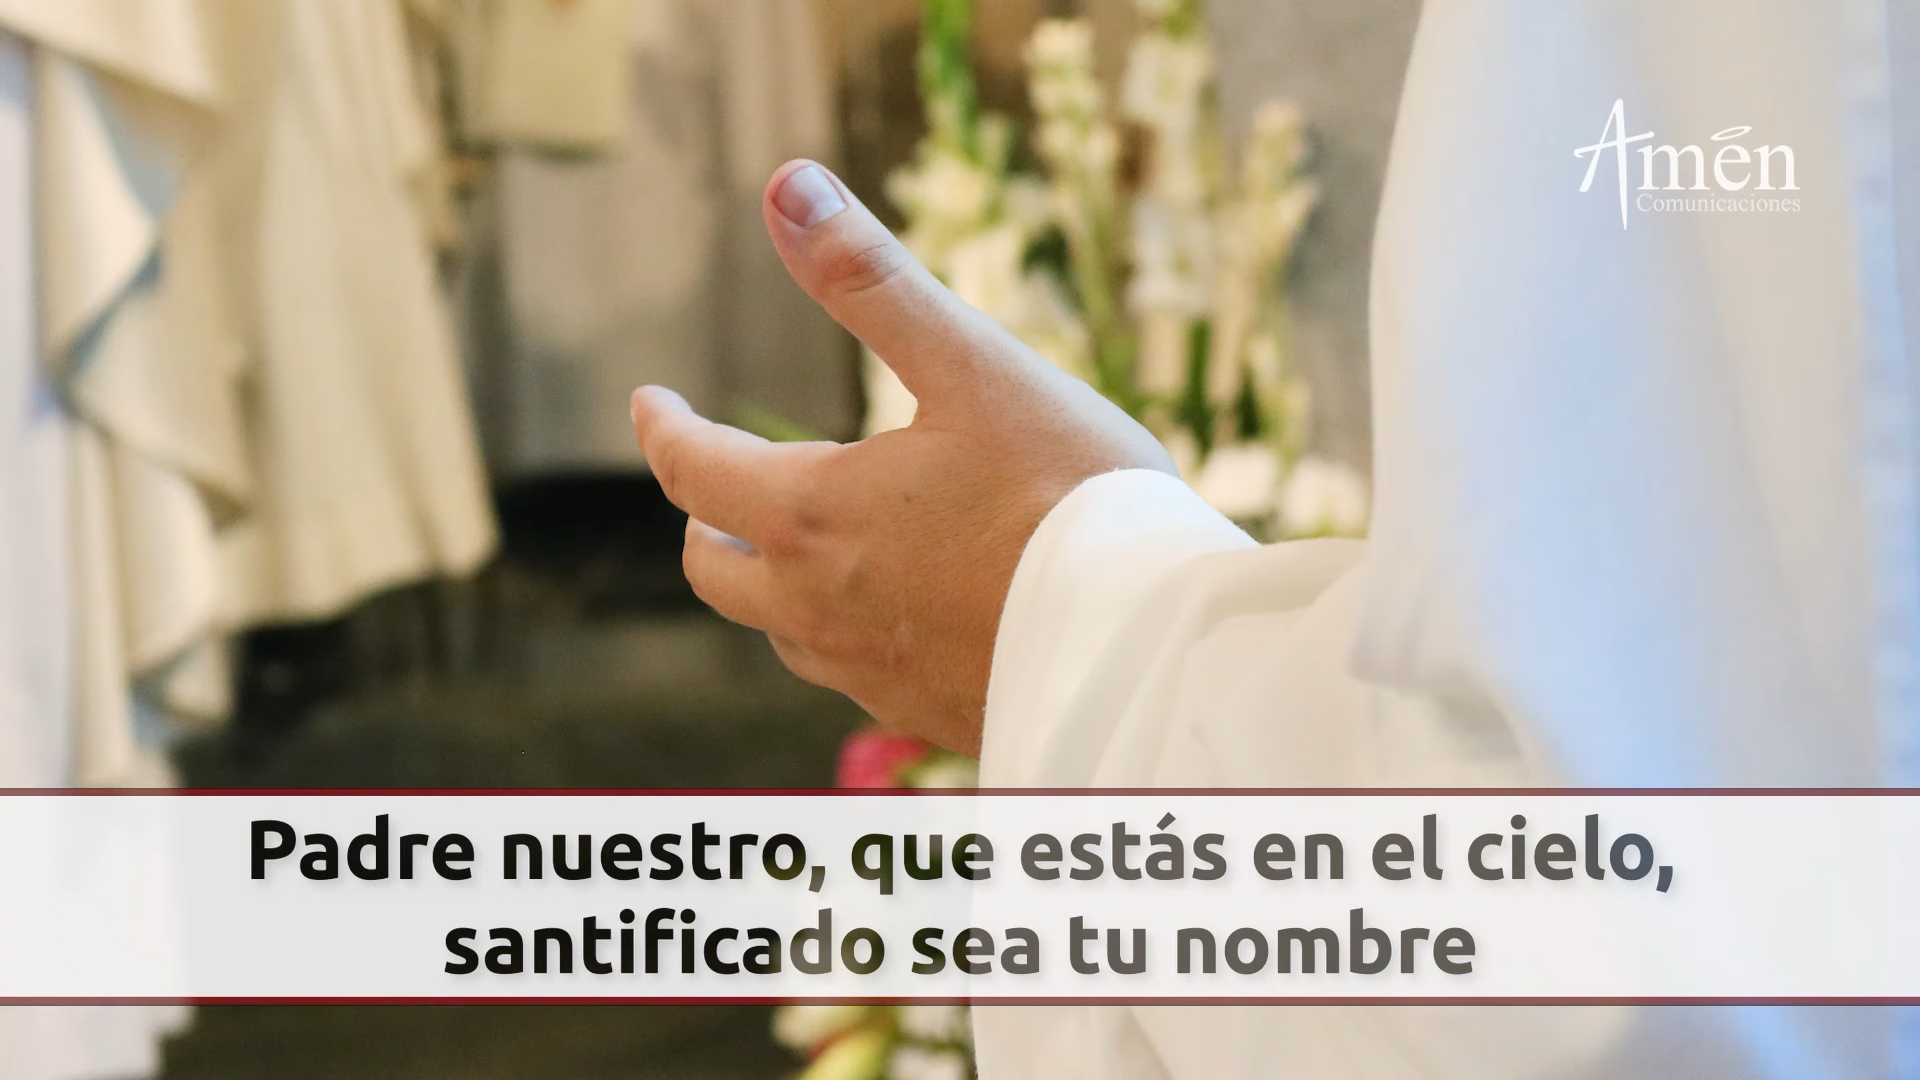 Amén
Comunicaciones
Padre nuestro, que estás en el cielo,
santificado sea tu nombre